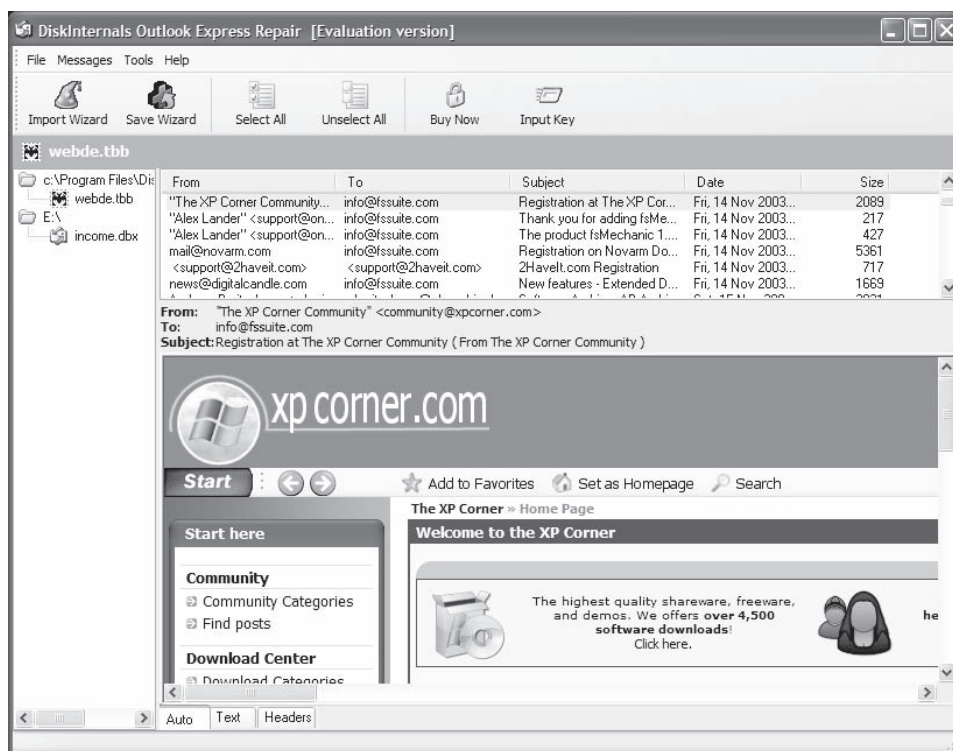 DiskInternals Outlook Express Repair [Evaluation version]
File Messages Tools Help
Import Wizard Save Wizard Select All Unselect All Buy Now Input Key
webde.tbb
c:\Program Files\Dis
webde.tbb
E:\
income.dbx
From To Subject Date Size
"The XP Corner Community... info@fssuite.com Registration at The XP Cor... Fri, 14 Nov 2003... 2089
"Alex Lander" <support@on... info@fssuite.com Thank you for adding fsMe... Fri, 14 Nov 2003... 217
"Alex Lander" <support@on... info@fssuite.com The product fsMechanic 1.... Fri, 14 Nov 2003... 427
mail@novarm.com info@fssuite.com Registration on Novarm Do... Fri, 14 Nov 2003... 5361
<support@2haveit.com> <support@2haveit.com> 2HaveIt.com Registration Fri, 14 Nov 2003... 717
news@digitalcandle.com info@fssuite.com New features - Extended D... Fri, 14 Nov 2003... 1669
From: "The XP Corner Community" <community@xpcorner.com>
To: info@fssuite.com
Subject: Registration at The XP Corner Community ( From The XP Corner Community )
xp corner.com
Start Add to Favorites Set as Homepage Search
The XP Corner » Home Page
Start here
Welcome to the XP Corner
Community
Community Categories
Find posts
Download Center
Download Categories
The highest quality shareware, freeware,
and demos. We offers over 4,500
software downloads!
Click here.
he
Auto Text Headers